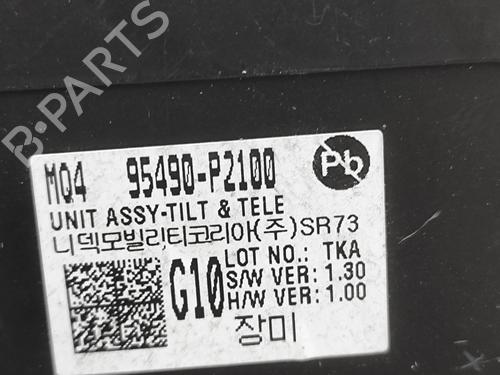 B-PARTS
MQ4 95490-P2100
Pb
UNIT ASSY-TILT & TELE
니덱모빌리티코리아(주)SR73
G10
LOT NO.: TKA
S/W VER: 1.30
H/W VER: 1.00
장미